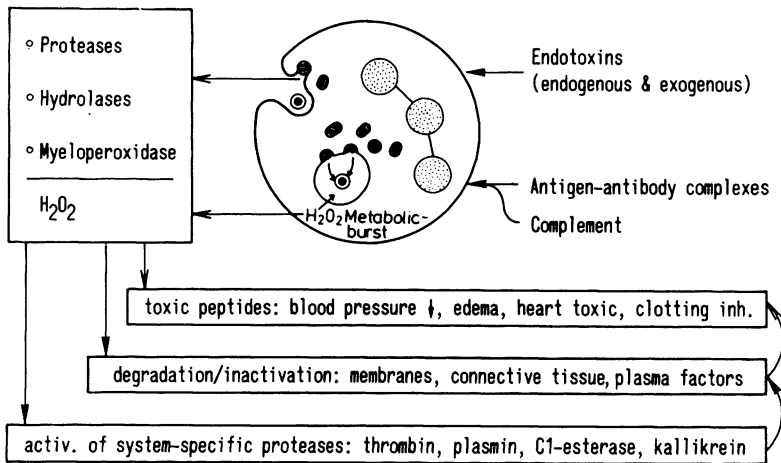 ∘ Proteases
∘ Hydrolases
∘ Myeloperoxidase
H₂O₂
H₂O₂ Metabolic-
burst
Endotoxins
(endogenous & exogenous)
Antigen-antibody complexes
Complement
toxic peptides: blood pressure ↓, edema, heart toxic, clotting inh.
degradation/inactivation: membranes, connective tissue, plasma factors
activ. of system-specific proteases: thrombin, plasmin, C1-esterase, kallikrein